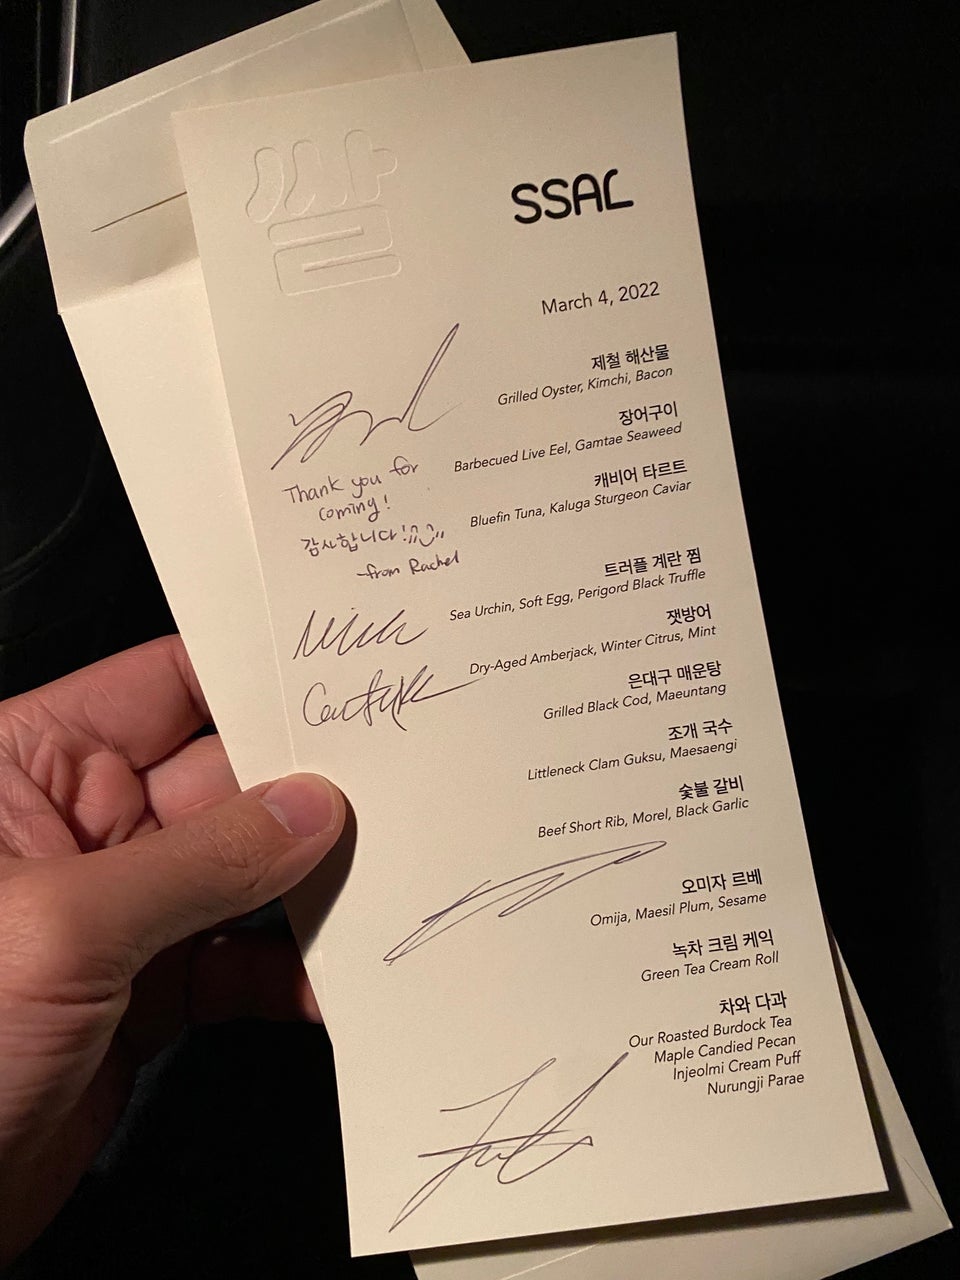 쌀
SSAL
March 4, 2022
제철 해산물
Grilled Oyster, Kimchi, Bacon
장어구이
Barbecued Live Eel, Gamtae Seaweed
캐비어 타르트
Bluefin Tuna, Kaluga Sturgeon Caviar
트러플 계란 찜
Sea Urchin, Soft Egg, Perigord Black Truffle
잿방어
Dry-Aged Amberjack, Winter Citrus, Mint
은대구 매운탕
Grilled Black Cod, Maeuntang
조개 국수
Littleneck Clam Guksu, Maesaengi
숯불 갈비
Beef Short Rib, Morel, Black Garlic
오미자 르베
Omija, Maesil Plum, Sesame
녹차 크림 케익
Green Tea Cream Roll
차와 다과
Our Roasted Burdock Tea
Maple Candied Pecan
Injeolmi Cream Puff
Nurungji Parae
Thank you for
coming!
감사합니다!
-from Rachel